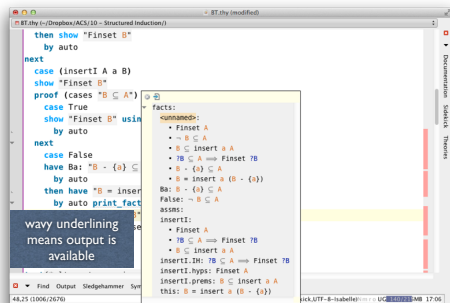 BT.thy (modified)
BT.thy (~/Dropbox/ACS/10 – Structured Induction/)
then show "Finset B"
by auto
next
case (insertI A a B)
show "Finset B"
proof (cases "B ⊆ A")
case True
show "Finset B" usin
by auto
next
case False
have Ba: "B - {a} ⊆
by auto
then have "B = inser
by auto print_fact
wavy underlining
means output is
available
facts:
<unnamed>:
• Finset A
• ¬ B ⊆ A
• B ⊆ insert a A
• ?B ⊆ A ⟹ Finset ?B
• B - {a} ⊆ A
• B = insert a (B - {a})
Ba: B - {a} ⊆ A
False: ¬ B ⊆ A
assms:
insertI:
• Finset A
• ?B ⊆ A ⟹ Finset ?B
• B ⊆ insert a A
insertI.IH: ?B ⊆ A ⟹ Finset ?B
insertI.hyps: Finset A
insertI.prems: B ⊆ insert a A
this: B = insert a (B - {a})
Documentation
Sidekick
Theories
Output Sledgehammer Sym
48,25 (1006/2676)
MB 17:06